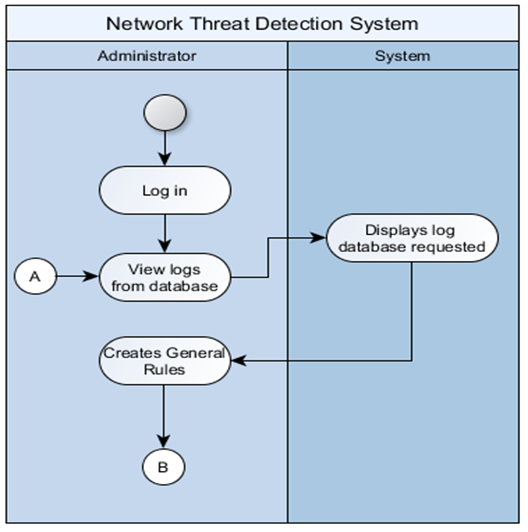 Network Threat Detection System
Administrator
System
Log in
Displays log
database requested
A
View logs
from database
Creates General
Rules
B